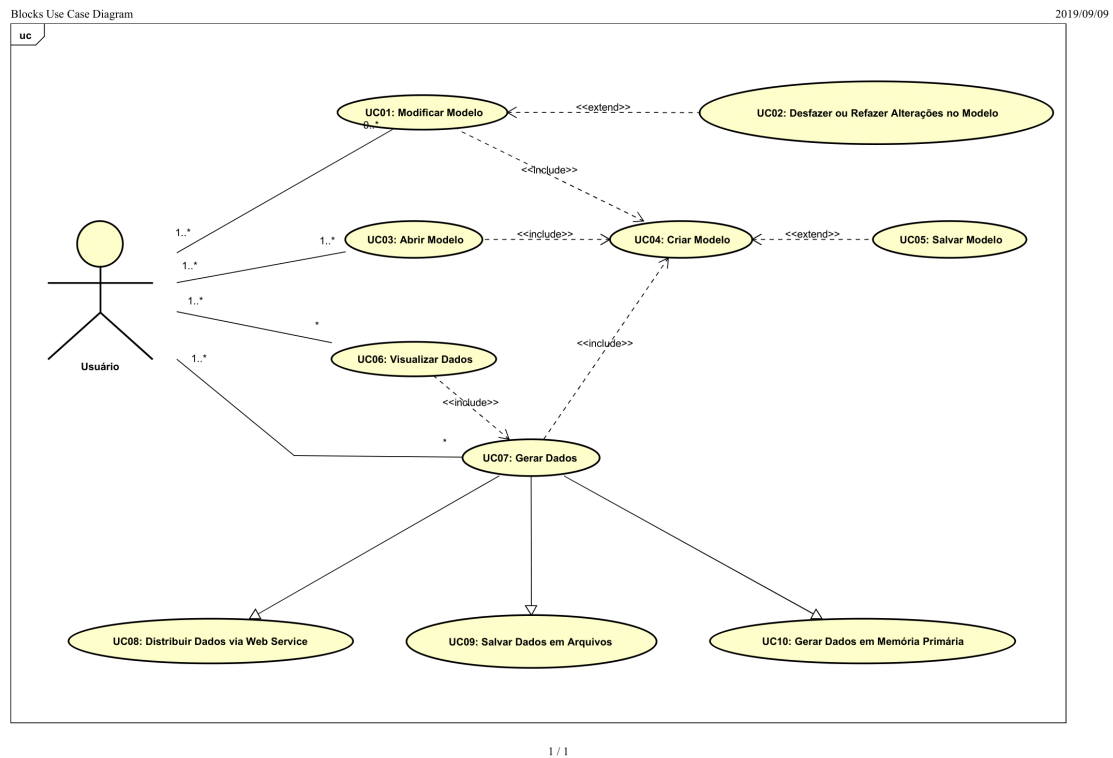 Blocks Use Case Diagram
2019/09/09
uc
UC01: Modificar Modelo
0..*
<<extend>>
UC02: Desfazer ou Refazer Alterações no Modelo
<<include>>
1..*
1..*
UC03: Abrir Modelo
<<include>>
UC04: Criar Modelo
<<extend>>
UC05: Salvar Modelo
1..*
1..*
*
<<include>>
UC06: Visualizar Dados
1..*
Usuário
<<include>>
*
UC07: Gerar Dados
UC08: Distribuir Dados via Web Service
UC09: Salvar Dados em Arquivos
UC10: Gerar Dados em Memória Primária
1 / 1